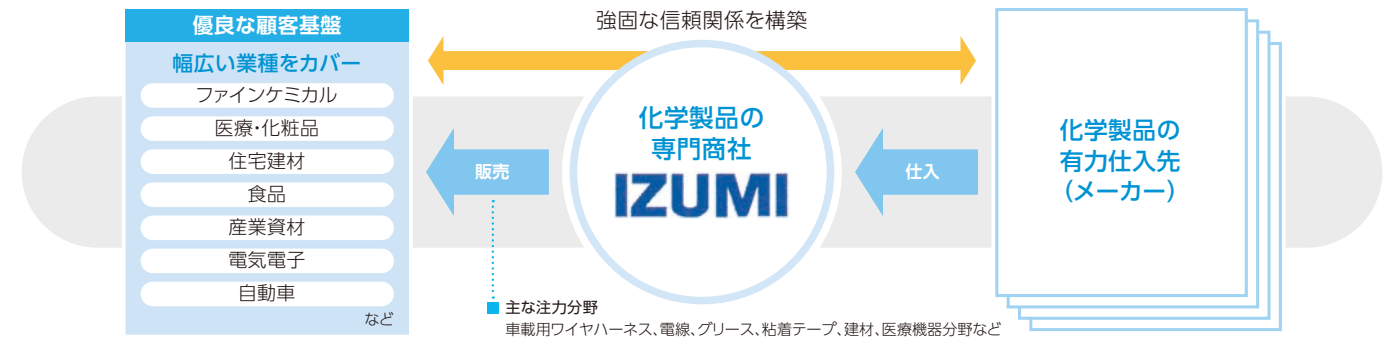 優良な顧客基盤
幅広い業種をカバー
ファインケミカル
医療・化粧品
住宅建材
食品
産業資材
電気電子
自動車
など
強固な信頼関係を構築
販売
化学製品の
専門商社
IZUMI
仕入
化学製品の
有力仕入先
（メーカー）
主な注力分野
車載用ワイヤハーネス、電線、グリース、粘着テープ、建材、医療機器分野など